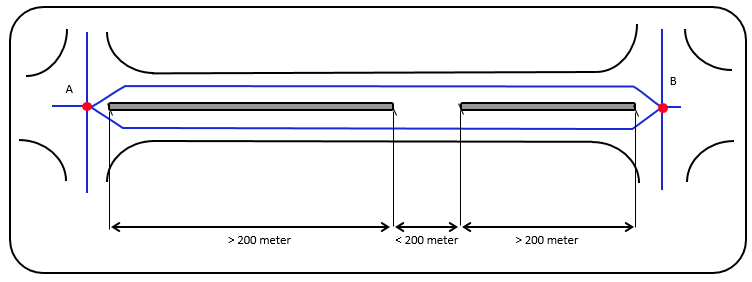 A
B
> 200 meter
< 200 meter
> 200 meter